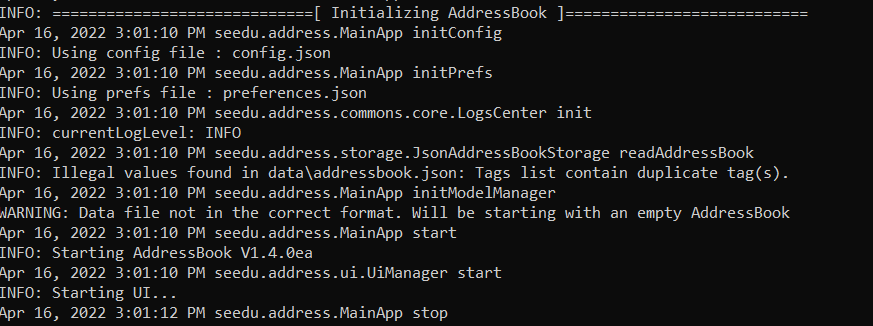 INFO: =============================[ Initializing AddressBook ]===========================
Apr 16, 2022 3:01:10 PM seedu.address.MainApp initConfig
INFO: Using config file : config.json
Apr 16, 2022 3:01:10 PM seedu.address.MainApp initPrefs
INFO: Using prefs file : preferences.json
Apr 16, 2022 3:01:10 PM seedu.address.commons.core.LogsCenter init
INFO: currentLogLevel: INFO
Apr 16, 2022 3:01:10 PM seedu.address.storage.JsonAddressBookStorage readAddressBook
INFO: Illegal values found in data\addressbook.json: Tags list contain duplicate tag(s).
Apr 16, 2022 3:01:10 PM seedu.address.MainApp initModelManager
WARNING: Data file not in the correct format. Will be starting with an empty AddressBook
Apr 16, 2022 3:01:10 PM seedu.address.MainApp start
INFO: Starting AddressBook V1.4.0ea
Apr 16, 2022 3:01:10 PM seedu.address.ui.UiManager start
INFO: Starting UI...
Apr 16, 2022 3:01:12 PM seedu.address.MainApp stop